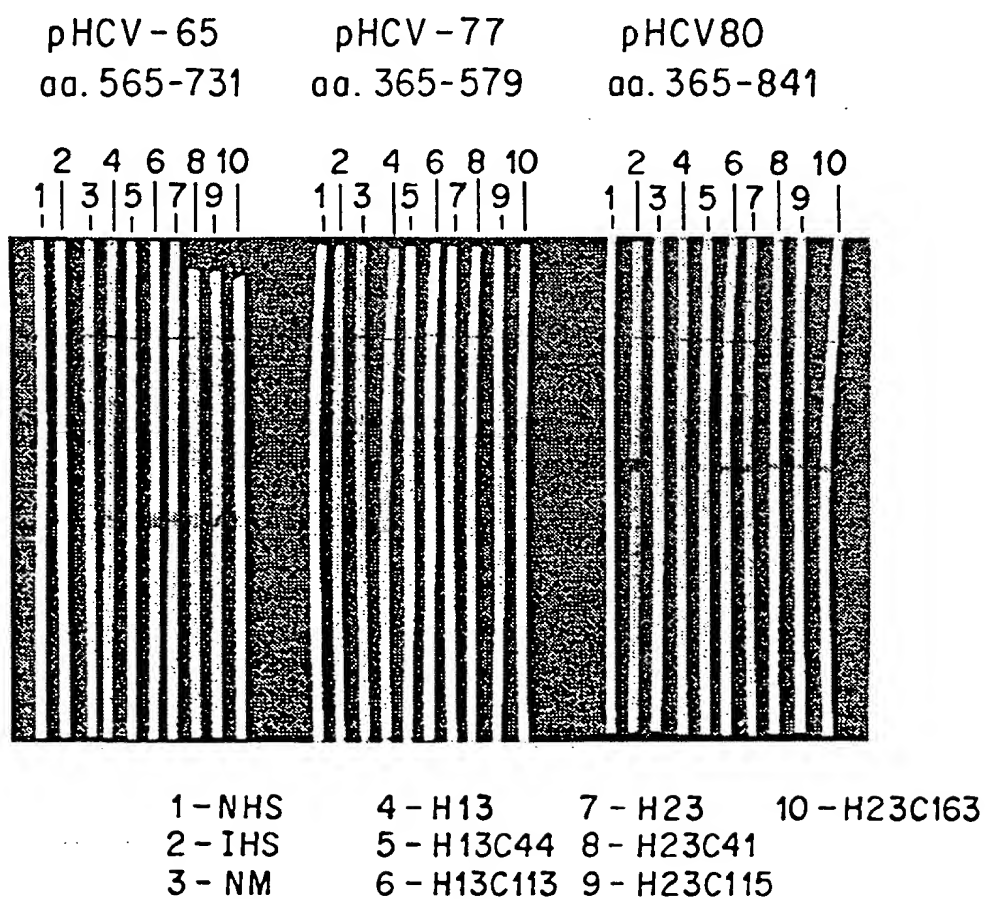 pHCV-65 pHCV-77 pHCV80
aa. 565-731 aa. 365-579 aa. 365-841
2 4 6 8 10 2 4 6 8 10 2 4 6 8 10
1 3 5 7 9 1 3 5 7 9 1 3 5 7 9
1-NHS 4-H13 7-H23 10-H23C163
2-IHS 5-H13C44 8-H23C41
3-NM 6-H13C113 9-H23C115